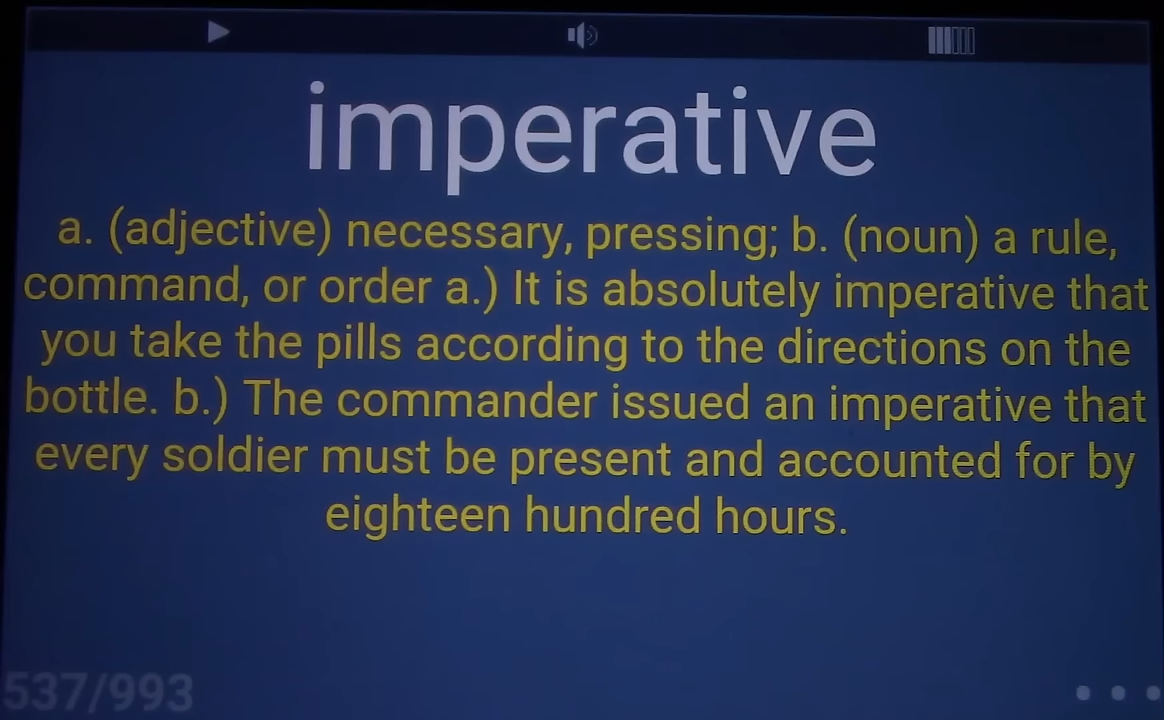 imperative
a. (adjective) necessary, pressing; b. (noun) a rule,
command, or order a.) It is absolutely imperative that
you take the pills according to the directions on the
bottle. b.) The commander issued an imperative that
every soldier must be present and accounted for by
eighteen hundred hours.
537/993